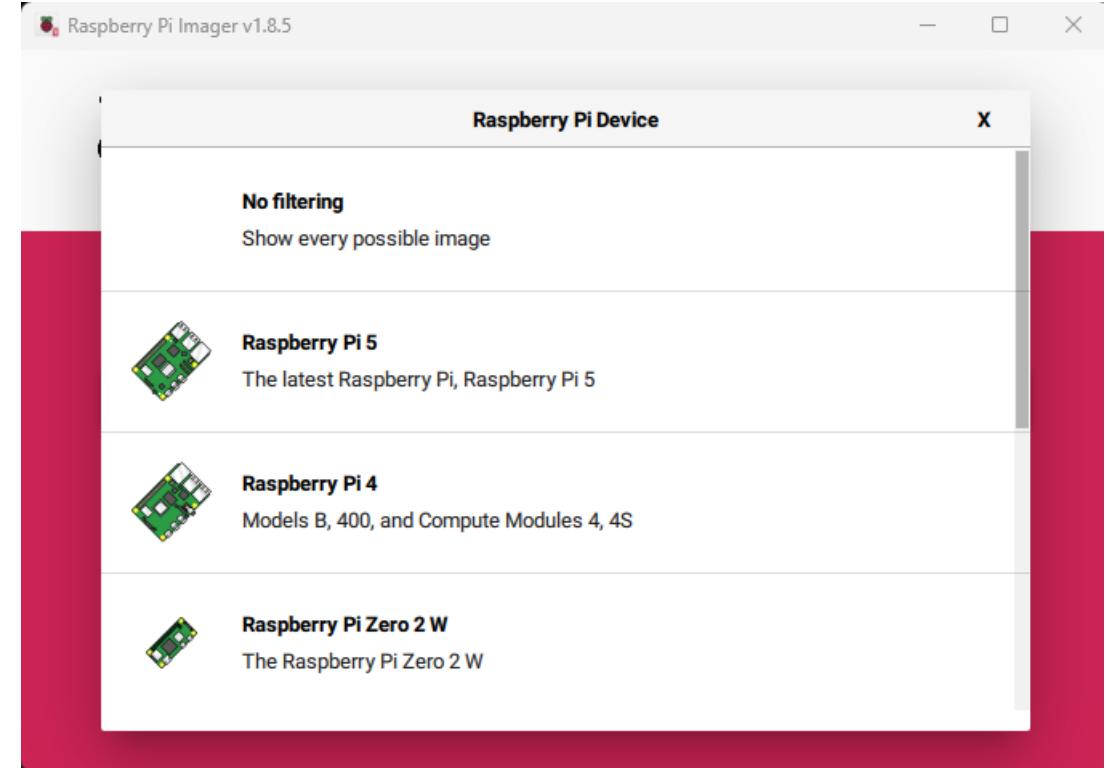 Raspberry Pi Imager v1.8.5
Raspberry Pi Device
X
No filtering
Show every possible image
Raspberry Pi 5
The latest Raspberry Pi, Raspberry Pi 5
Raspberry Pi 4
Models B, 400, and Compute Modules 4, 4S
Raspberry Pi Zero 2 W
The Raspberry Pi Zero 2 W